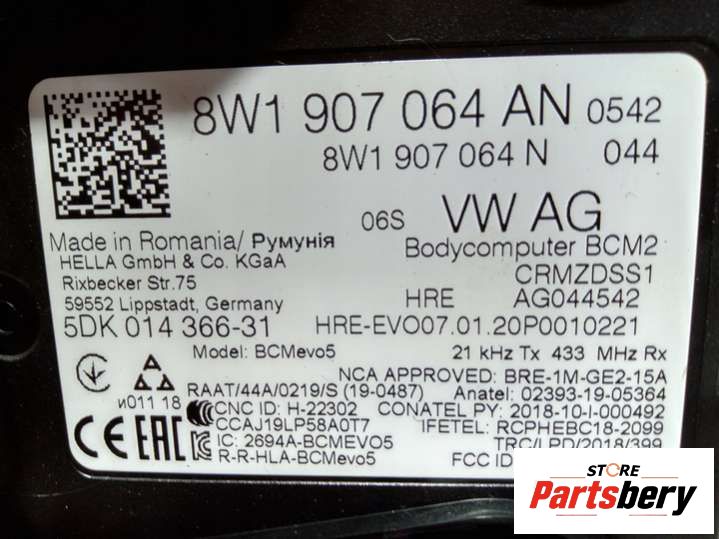 8W1 907 064 AN 0542
8W1 907 064 N 044
06S VW AG
Made in Romania/ Румунія
Bodycomputer BCM2
HELLA GmbH & Co. KGaA
CRMZDSS1
Rixbecker Str.75
HRE AG044542
59552 Lippstadt, Germany
5DK 014 366-31 HRE-EVO07.01.20P0010221
Model: BCMevo5 21 kHz Tx 433 MHz Rx
NCA APPROVED: BRE-1M-GE2-15A
RAAT/44A/0219/S (19-0487) Anatel: 02393-19-05364
и011 18
CNC ID: H-22302 CONATEL PY: 2018-10-I-000492
CCAJ19LP58A0T7 IFETEL: RCPHEBC18-2099
CE EAC IC: 2694A-BCMEVO5 TRC/LPD/2018/399
R-R-HLA-BCMevo5 FCC ID
STORE
Partsbery